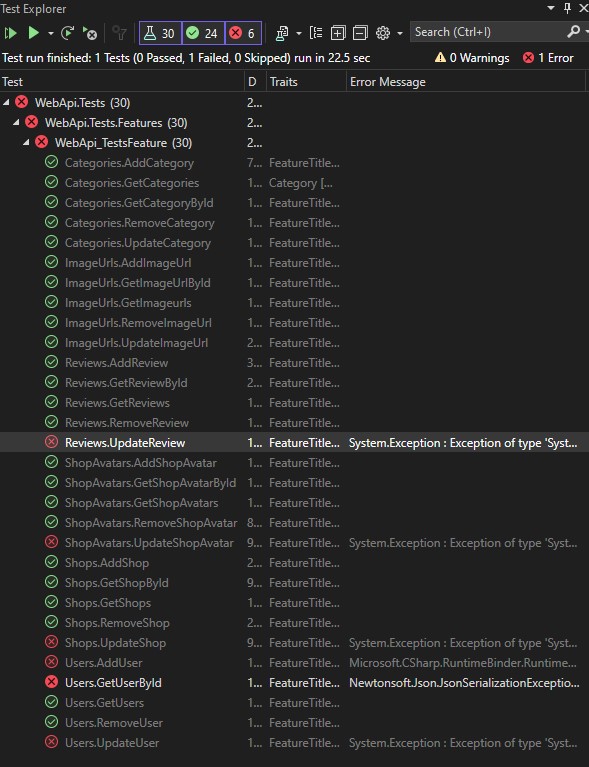 Test Explorer
30 24 6 Search (Ctrl+I)
Test run finished: 1 Tests (0 Passed, 1 Failed, 0 Skipped) run in 22.5 sec 0 Warnings 1 Error
Test D Traits Error Message
WebApi.Tests (30) 2...
WebApi.Tests.Features (30) 2...
WebApi_TestsFeature (30) 2...
Categories.AddCategory 7... FeatureTitle...
Categories.GetCategories 1... Category [...
Categories.GetCategoryById 1... FeatureTitle...
Categories.RemoveCategory 1... FeatureTitle...
Categories.UpdateCategory 1... FeatureTitle...
ImageUrls.AddImageUrl 1... FeatureTitle...
ImageUrls.GetImageUrlById 1... FeatureTitle...
ImageUrls.GetImageurls 1... FeatureTitle...
ImageUrls.RemoveImageUrl 1... FeatureTitle...
ImageUrls.UpdateImageUrl 2... FeatureTitle...
Reviews.AddReview 3... FeatureTitle...
Reviews.GetReviewById 2... FeatureTitle...
Reviews.GetReviews 1... FeatureTitle...
Reviews.RemoveReview 1... FeatureTitle...
Reviews.UpdateReview 1... FeatureTitle... System.Exception : Exception of type 'Syst...
ShopAvatars.AddShopAvatar 1... FeatureTitle...
ShopAvatars.GetShopAvatarById 1... FeatureTitle...
ShopAvatars.GetShopAvatars 1... FeatureTitle...
ShopAvatars.RemoveShopAvatar 8... FeatureTitle...
ShopAvatars.UpdateShopAvatar 9... FeatureTitle... System.Exception : Exception of type 'Syst...
Shops.AddShop 2... FeatureTitle...
Shops.GetShopById 9... FeatureTitle...
Shops.GetShops 1... FeatureTitle...
Shops.RemoveShop 2... FeatureTitle...
Shops.UpdateShop 9... FeatureTitle... System.Exception : Exception of type 'Syst...
Users.AddUser 1... FeatureTitle... Microsoft.CSharp.RuntimeBinder.Runtime...
Users.GetUserById 1... FeatureTitle... Newtonsoft.Json.JsonSerializationExceptio...
Users.GetUsers 1... FeatureTitle...
Users.RemoveUser 1... FeatureTitle...
Users.UpdateUser 1... FeatureTitle... System.Exception : Exception of type 'Syst...